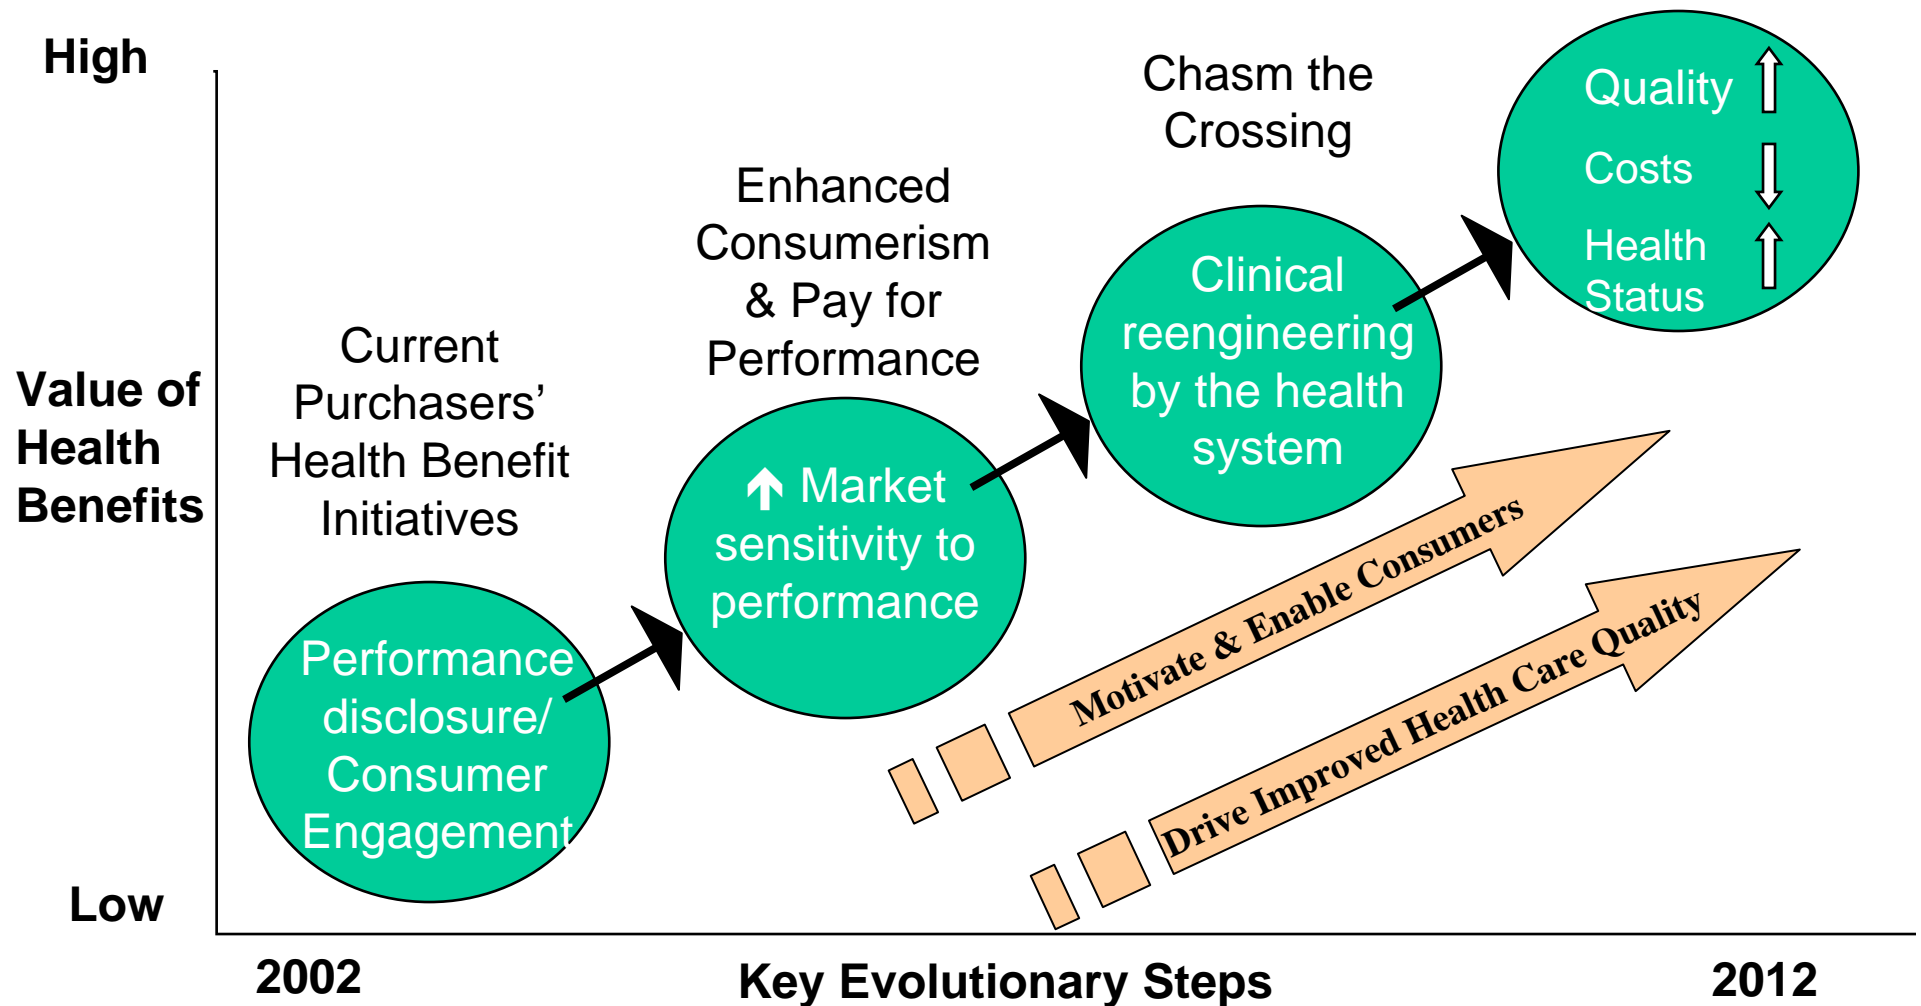 High
Value of
Health
Benefits
Low
Current
Purchasers’
Health Benefit
Initiatives
Performance
disclosure/
Consumer
Engagement
Enhanced
Consumerism
& Pay for
Performance
Market
sensitivity to
performance
Chasm the
Crossing
Clinical
reengineering
by the health
system
Quality
Costs
Health
Status
Motivate & Enable Consumers
Drive Improved Health Care Quality
2002
Key Evolutionary Steps
2012